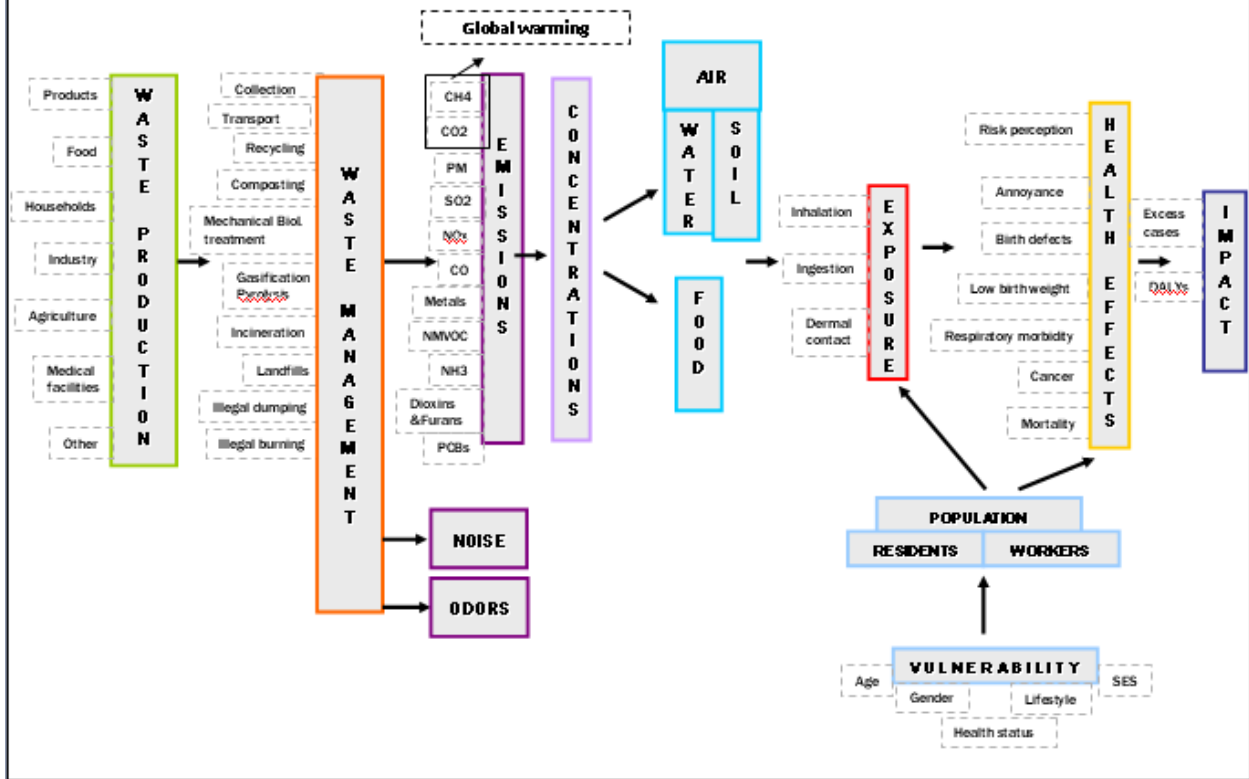 Global warming
Products
Food
Households
Industry
Agriculture
Medical
facilities
Other
WASTE PRODUCTION
Collection
Transport
Recycling
Composting
Mechanical Biol.
treatment
Gasification
Pyrolysis
Incineration
Landfills
Illegal dumping
Illegal burning
WASTE MANAGEMENT
CH4
CO2
PM
SO2
NOx
CO
Metals
NMVOC
NH3
Dioxins
&Furans
PCBs
EMISSIONS
NOISE
ODORS
CONCENTRATIONS
AIR
WATER
SOIL
FOOD
Inhalation
Ingestion
Dermal
contact
EXPOSURE
Risk perception
Annoyance
Birth defects
Low birth weight
Respiratory morbidity
Cancer
Mortality
HEALTH EFFECTS
Excess
cases
DALYs
IMPACT
POPULATION
RESIDENTS
WORKERS
VULNERABILITY
Age
Gender
Lifestyle
SES
Health status